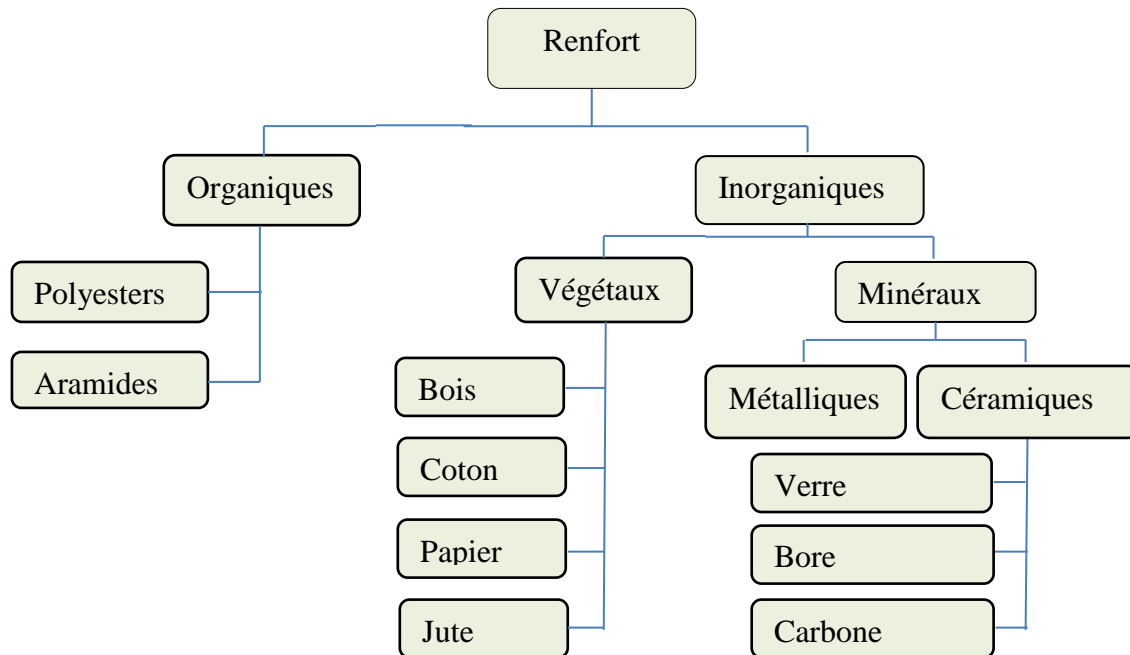 Renfort
Organiques
Inorganiques
Polyesters
Aramides
Végétaux
Minéraux
Bois
Coton
Papier
Jute
Métalliques
Céramiques
Verre
Bore
Carbone